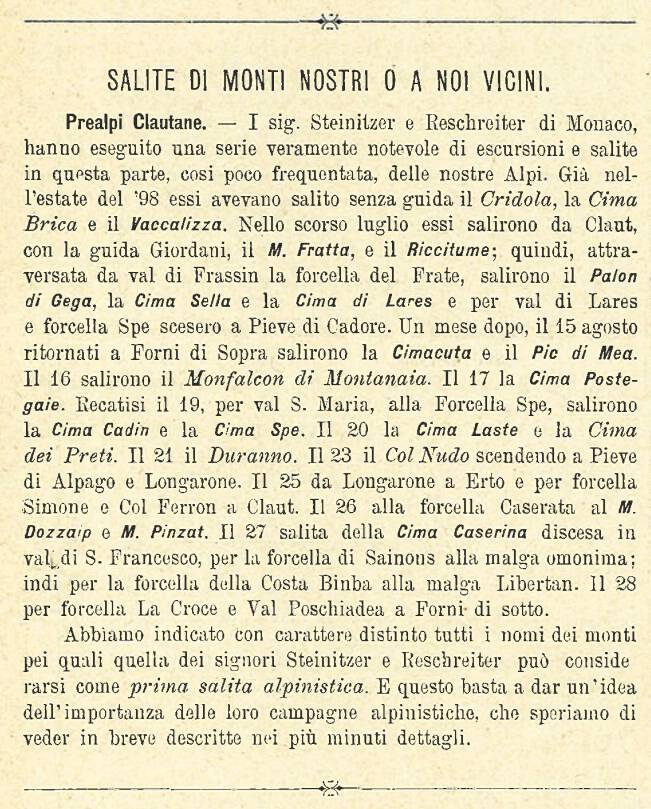 SALITE DI MONTI NOSTRI O A NOI VICINI.
Prealpi Clautane. — I sig. Steinitzer e Reschreiter di Monaco,
hanno eseguito una serie veramente notevole di escursioni e salite
in questa parte, cosi poco frequentata, delle nostre Alpi. Già nel-
l'estate del '98 essi avevano salito senza guida il Cridola, la Cima
Brica e il Vaccalizza. Nello scorso luglio essi salirono da Claut,
con la guida Giordani, il M. Fratta, e il Riccitume; quindi, attra-
versata da val di Frassin la forcella del Frate, salirono il Palon
di Gega, la Cima Sella e la Cima di Lares e per val di Lares
e forcella Spe scesero a Pieve di Cadore. Un mese dopo, il 15 agosto
ritornati a Forni di Sopra salirono la Cimacuta e il Pic di Mea.
Il 16 salirono il Monfalcon di Montanaia. Il 17 la Cima Poste-
gaie. Recatisi il 19, per val S. Maria, alla Forcella Spe, salirono
la Cima Cadin e la Cima Spe. Il 20 la Cima Laste e la Cima
dei Preti. Il 21 il Duranno. Il 23 il Col Nudo scendendo a Pieve
di Alpago e Longarone. Il 25 da Longarone a Erto e per forcella
Simone e Col Ferron a Claut. Il 26 alla forcella Caserata al M.
Dozzaip e M. Pinzat. Il 27 salita della Cima Caserina discesa in
val di S. Francesco, per la forcella di Sainons alla malga omonima;
indi per la forcella della Costa Binba alla malga Libertan. Il 28
per forcella La Croce e Val Poschiadea a Forni di sotto.
Abbiamo indicato con carattere distinto tutti i nomi dei monti
pei quali quella dei signori Steinitzer e Reschreiter può conside
rarsi come prima salita alpinistica. E questo basta a dar un'idea
dell'importanza delle loro campagne alpinistiche, che speriamo di
veder in breve descritte nei più minuti dettagli.